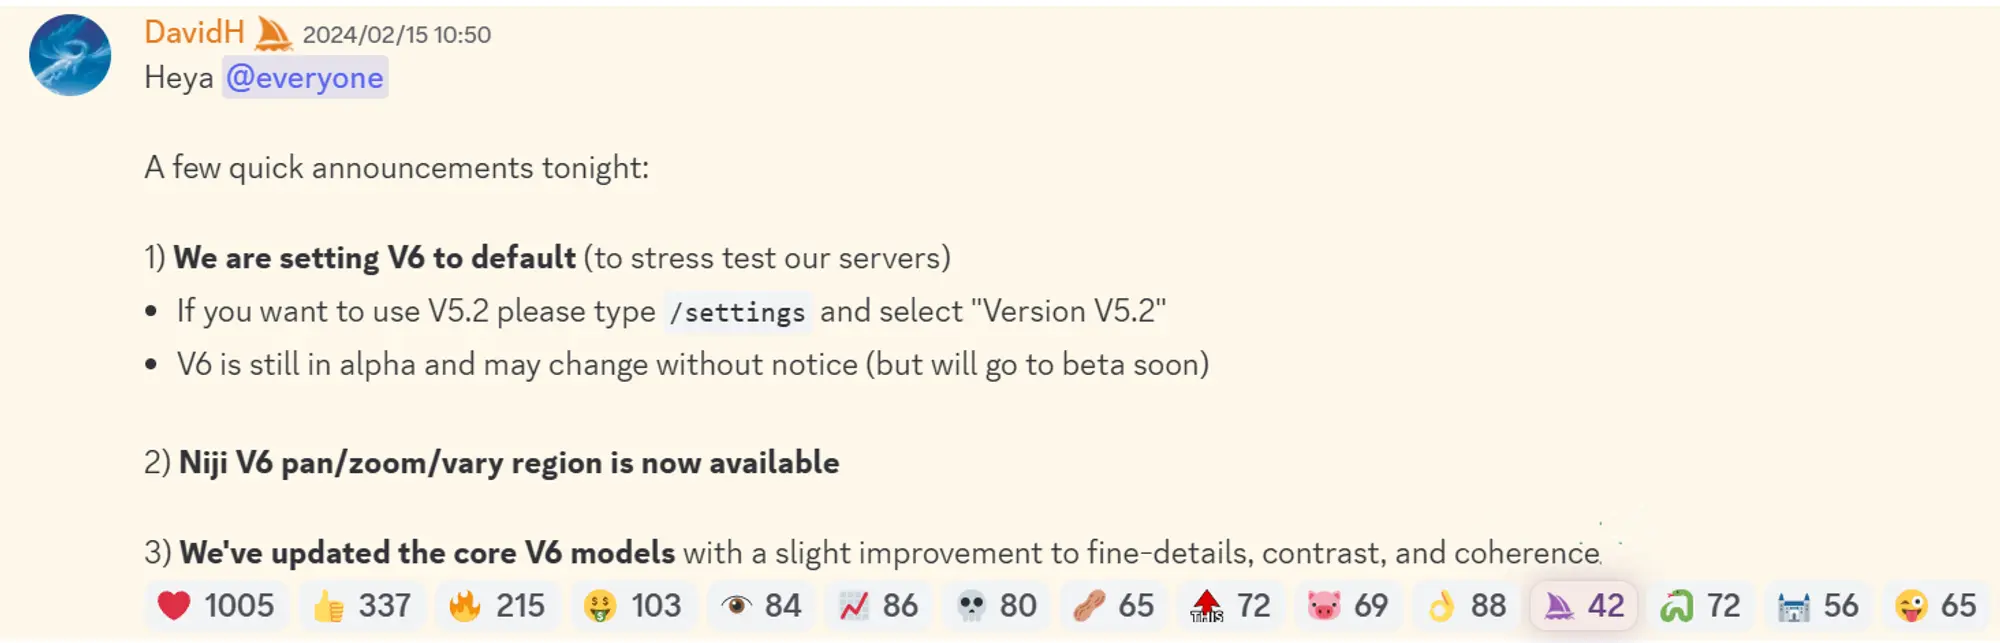 DavidH 2024/02/15 10:50
Heya @everyone
A few quick announcements tonight:
1) We are setting V6 to default (to stress test our servers)
• If you want to use V5.2 please type /settings and select "Version V5.2"
• V6 is still in alpha and may change without notice (but will go to beta soon)
2) Niji V6 pan/zoom/vary region is now available
3) We've updated the core V6 models with a slight improvement to fine-details, contrast, and coherence.
1005 337 215 103 84 86 80 65 THIS 72 69 88 42 72 56 65